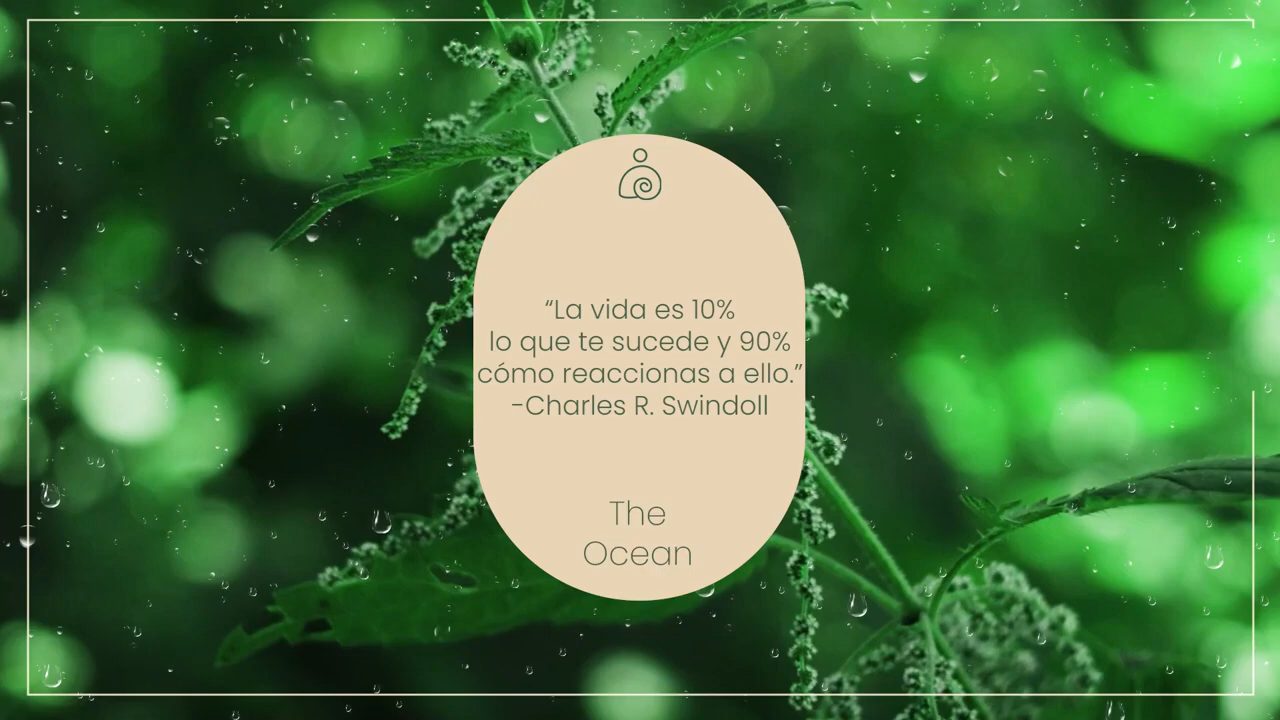 “La vida es 10%
lo que te sucede y 90%
cómo reaccionas a ello.”
-Charles R. Swindoll
The
Ocean